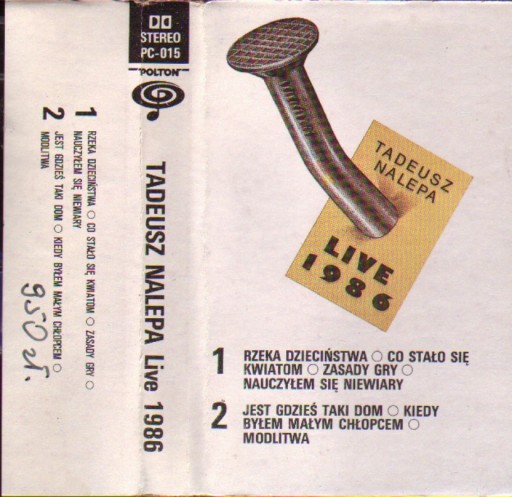 1
RZEKA DZIECIŃSTWA ○ CO STAŁO SIĘ KWIATOM ○ ZASADY GRY ○
NAUCZYŁEM SIĘ NIEWIARY
2
JEST GDZIEŚ TAKI DOM ○ KIEDY BYŁEM MAŁYM CHŁOPCEM ○
MODLITWA
950 zł.
STEREO
PC-015
POLTON
TADEUSZ NALEPA Live 1986
TADEUSZ
NALEPA
LIVE
1986
1 RZEKA DZIECIŃSTWA ○ CO STAŁO SIĘ
KWIATOM ○ ZASADY GRY ○
NAUCZYŁEM SIĘ NIEWIARY
2 JEST GDZIEŚ TAKI DOM ○ KIEDY
BYŁEM MAŁYM CHŁOPCEM ○
MODLITWA